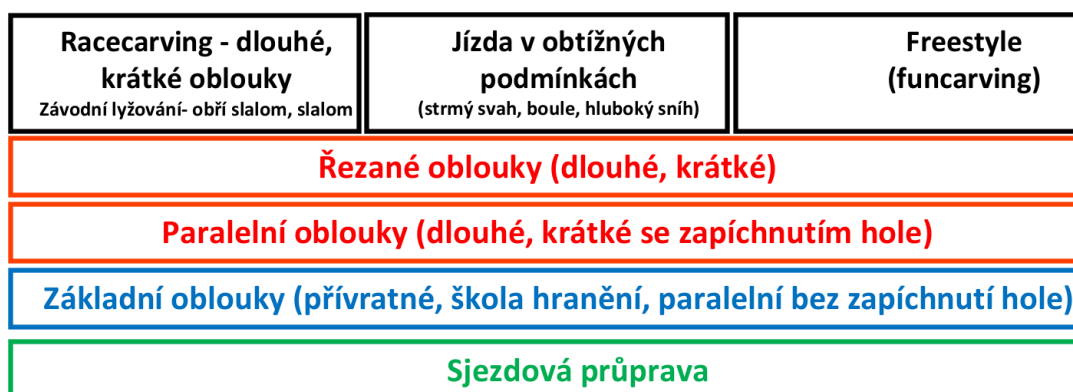 Racecarving - dlouhé,
krátké oblouky
Závodní lyžování- obří slalom, slalom
Jízda v obtížných
podmínkách
(strmý svah, boule, hluboký sníh)
Freestyle
(funcarving)
Řezané oblouky (dlouhé, krátké)
Paralelní oblouky (dlouhé, krátké se zapíchnutím hole)
Základní oblouky (přívratné, škola hranění, paralelní bez zapíchnutí hole)
Sjezdová průprava